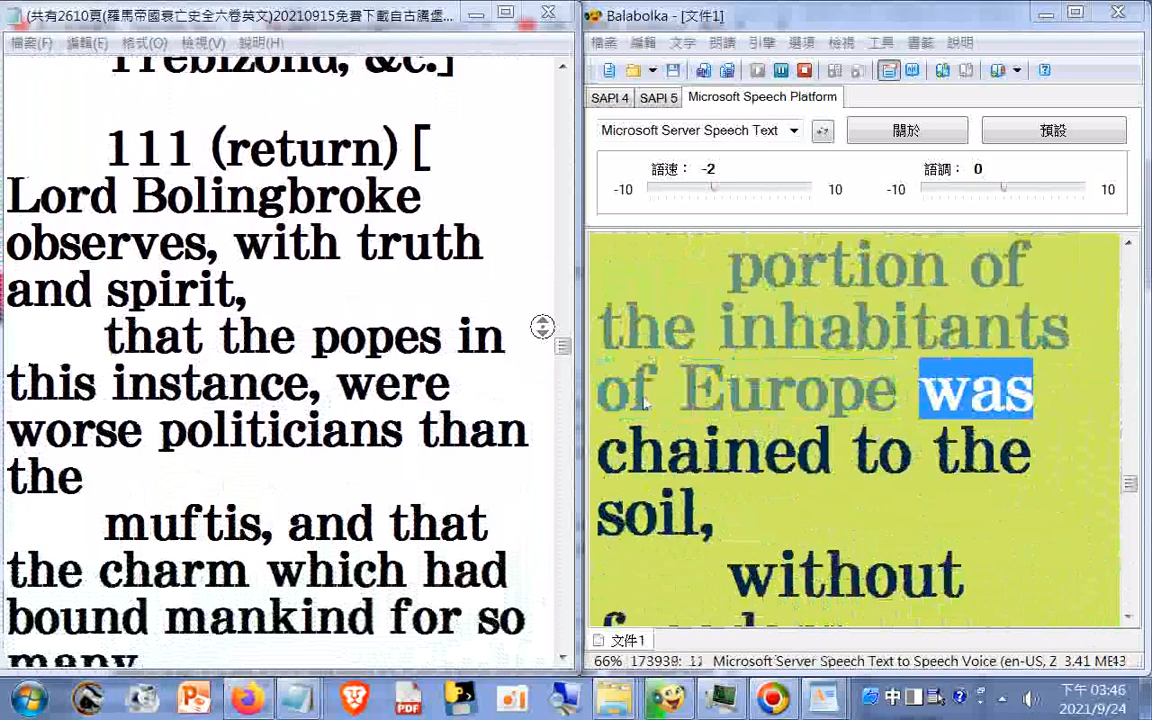 (共有2610頁(羅馬帝國衰亡史全六卷英文)20210915免費下載自古騰堡...
檔案(F) 編輯(E) 格式(O) 檢視(V) 說明(H)
Trebizond, &c.]
111 (return) [
Lord Bolingbroke
observes, with truth
and spirit,
that the popes in
this instance, were
worse politicians than
the
muftis, and that
the charm which had
bound mankind for so
many
Balabolka - [文件1]
檔案 編輯 文字 朗讀 引擎 選項 檢視 工具 書籤 說明
SAPI 4 SAPI 5 Microsoft Speech Platform
Microsoft Server Speech Text 關於 預設
語速： -2 語調： 0
-10 10 -10 10
portion of
the inhabitants
of Europe was
chained to the
soil,
without
freedom
文件1
66% 173939: 11 Microsoft Server Speech Text to Speech Voice (en-US, Z 3.41 ME43
下午 03:46
2021/9/24